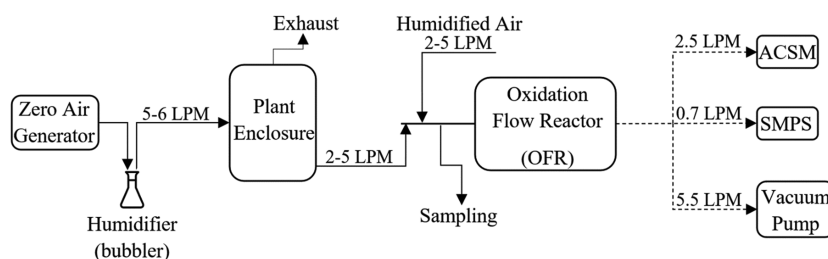 Exhaust
Humidified Air
2-5 LPM
2.5 LPM
ACSM
Zero Air
Generator
5-6 LPM
Plant
Enclosure
Oxidation
Flow Reactor
(OFR)
0.7 LPM
SMPS
2-5 LPM
Humidifier
(bubbler)
Sampling
5.5 LPM
Vacuum
Pump